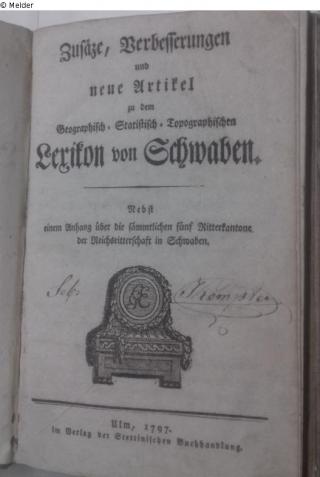 © Melder
Zusäze, Verbesserungen
und
neue Artikel
zu dem
Geographisch-Statistisch-Topographischen
Lexikon von Schwaben.
Nebst
einem Anhang über die sämmtlichen fünf Ritterkantone
der Reichsritterschaft in Schwaben.
Seb.
Ulm, 1797.
im Verlag der Stettinischen Buchhandlung.